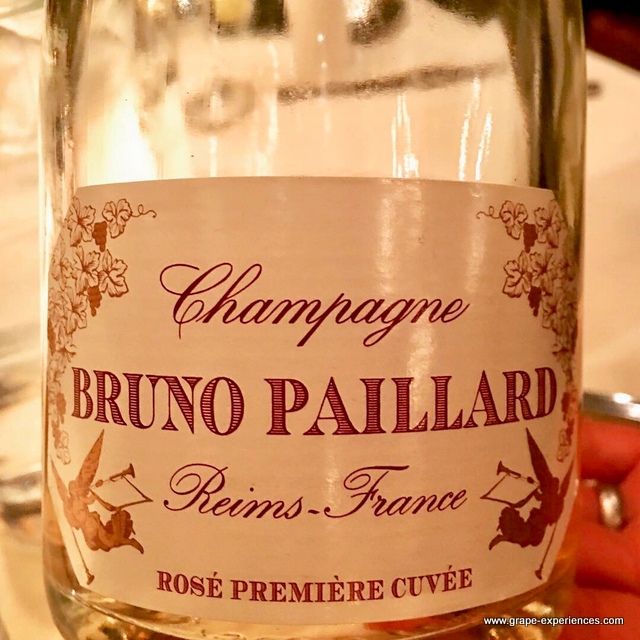 Champagne
BRUNO PAILLARD
Reims-France
ROSÉ PREMIÈRE CUVÉE
www.grape-experiences.com